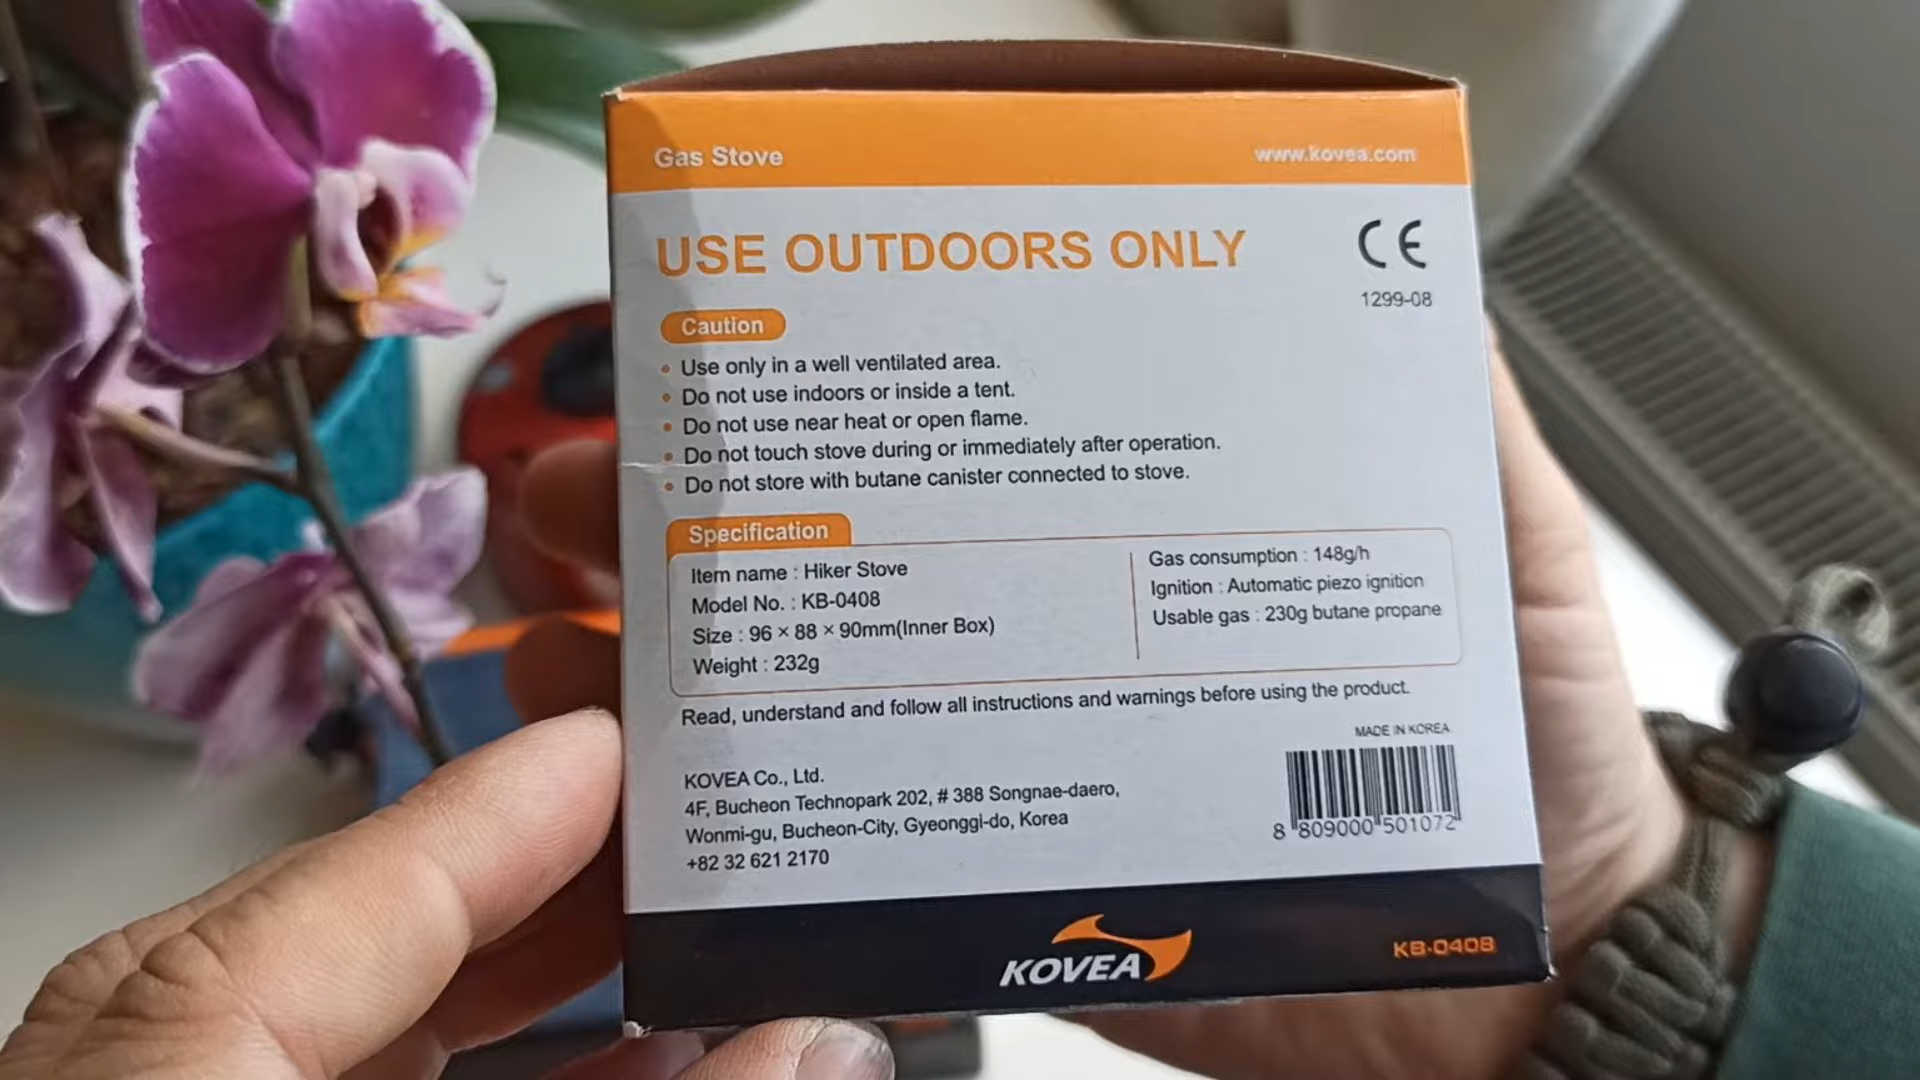 Gas Stove
www.kovea.com
USE OUTDOORS ONLY
CE
1299-08
Caution
• Use only in a well ventilated area.
• Do not use indoors or inside a tent.
• Do not use near heat or open flame.
• Do not touch stove during or immediately after operation.
• Do not store with butane canister connected to stove.
Specification
Item name : Hiker Stove
Model No. : KB-0408
Size : 96 × 88 × 90mm(Inner Box)
Weight : 232g
Gas consumption : 148g/h
Ignition : Automatic piezo ignition
Usable gas : 230g butane propane
Read, understand and follow all instructions and warnings before using the product.
MADE IN KOREA
KOVEA Co., Ltd.
4F, Bucheon Technopark 202, # 388 Songnae-daero,
Wonmi-gu, Bucheon-City, Gyeonggi-do, Korea
+82 32 621 2170
8 809000 501072
KOVEA
KB-0408